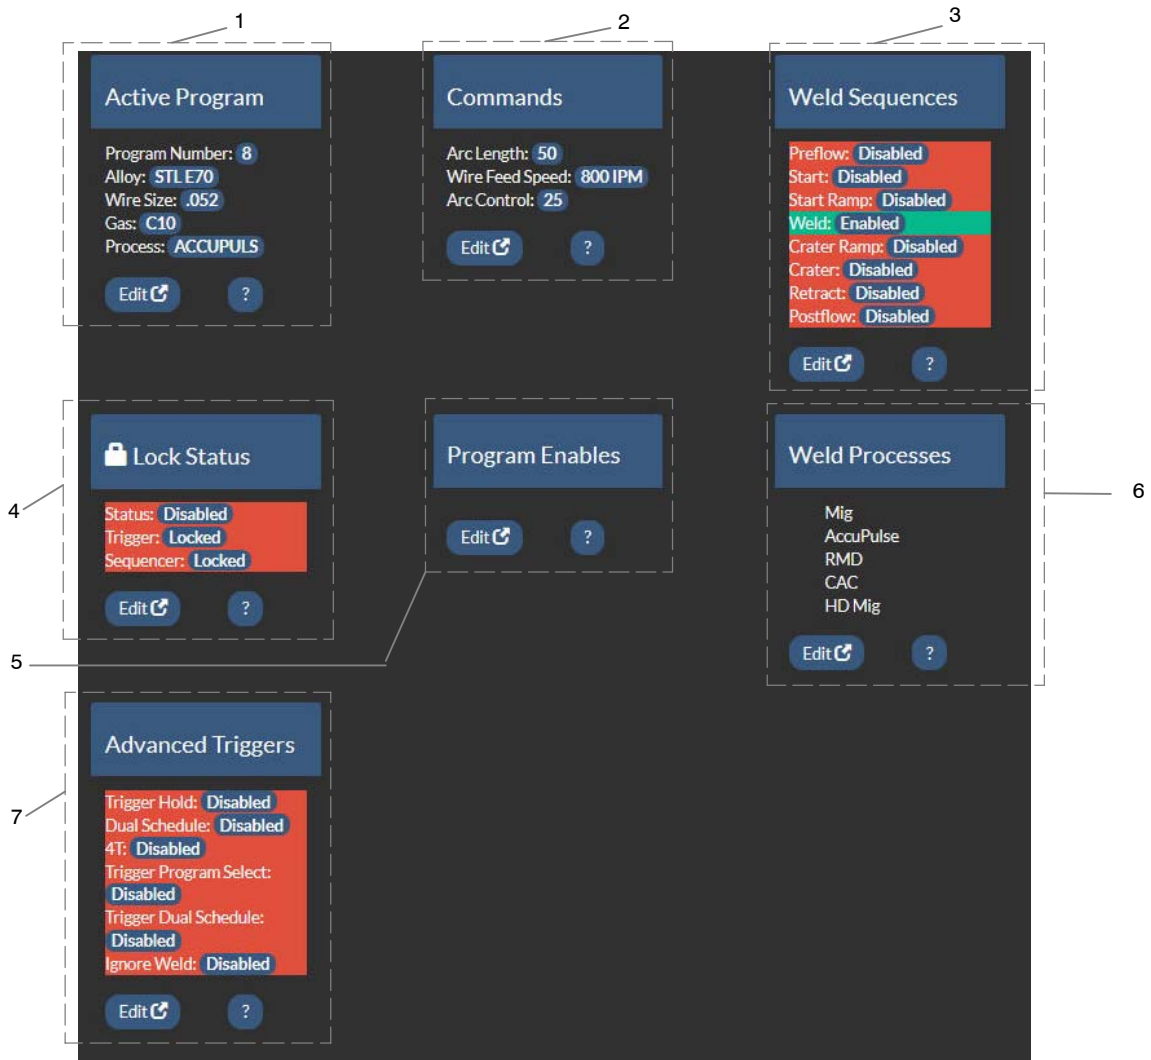 1
2
3
Active Program
Program Number: 8
Alloy: STL E70
Wire Size: .052
Gas: C10
Process: ACCUPULS
Edit
?
Commands
Arc Length: 50
Wire Feed Speed: 800 IPM
Arc Control: 25
Edit
?
Weld Sequences
Preflow: Disabled
Start: Disabled
Start Ramp: Disabled
Weld: Enabled
Crater Ramp: Disabled
Crater: Disabled
Retract: Disabled
Postflow: Disabled
Edit
?
4
Lock Status
Status: Disabled
Trigger: Locked
Sequencer: Locked
Edit
?
5
Program Enables
Edit
?
6
Weld Processes
Mig
AccuPulse
RMD
CAC
HD Mig
Edit
?
7
Advanced Triggers
Trigger Hold: Disabled
Dual Schedule: Disabled
4T: Disabled
Trigger Program Select:
Disabled
Trigger Dual Schedule:
Disabled
Ignore Weld: Disabled
Edit
?